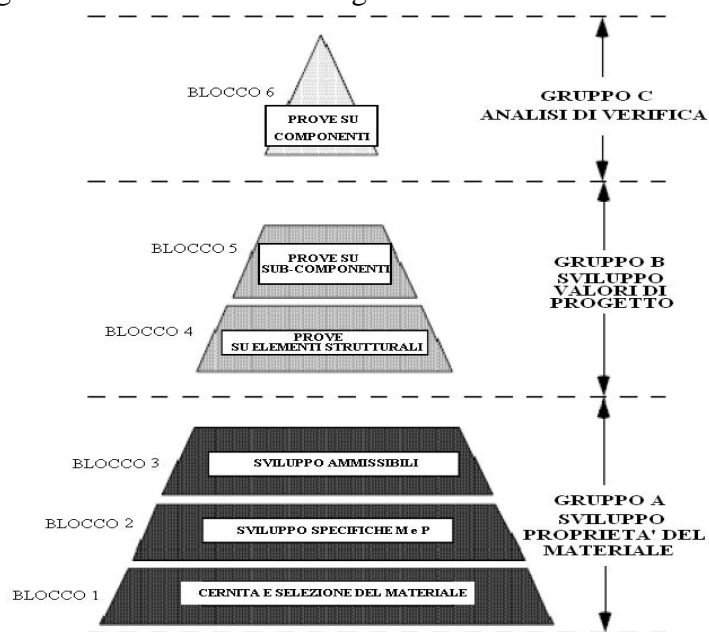 BLOCCO 6
PROVE SU
COMPONENTI
GRUPPO C
ANALISI DI VERIFICA
BLOCCO 5
PROVE SU
SUB-COMPONENTI
BLOCCO 4
PROVE
SU ELEMENTI STRUTTURALI
GRUPPO B
SVILUPPO
VALORI DI
PROGETTO
BLOCCO 3
SVILUPPO AMMISSIBILI
BLOCCO 2
SVILUPPO SPECIFICHE M e P
BLOCCO 1
CERNITA E SELEZIONE DEL MATERIALE
GRUPPO A
SVILUPPO
PROPRIETA' DEL
MATERIALE